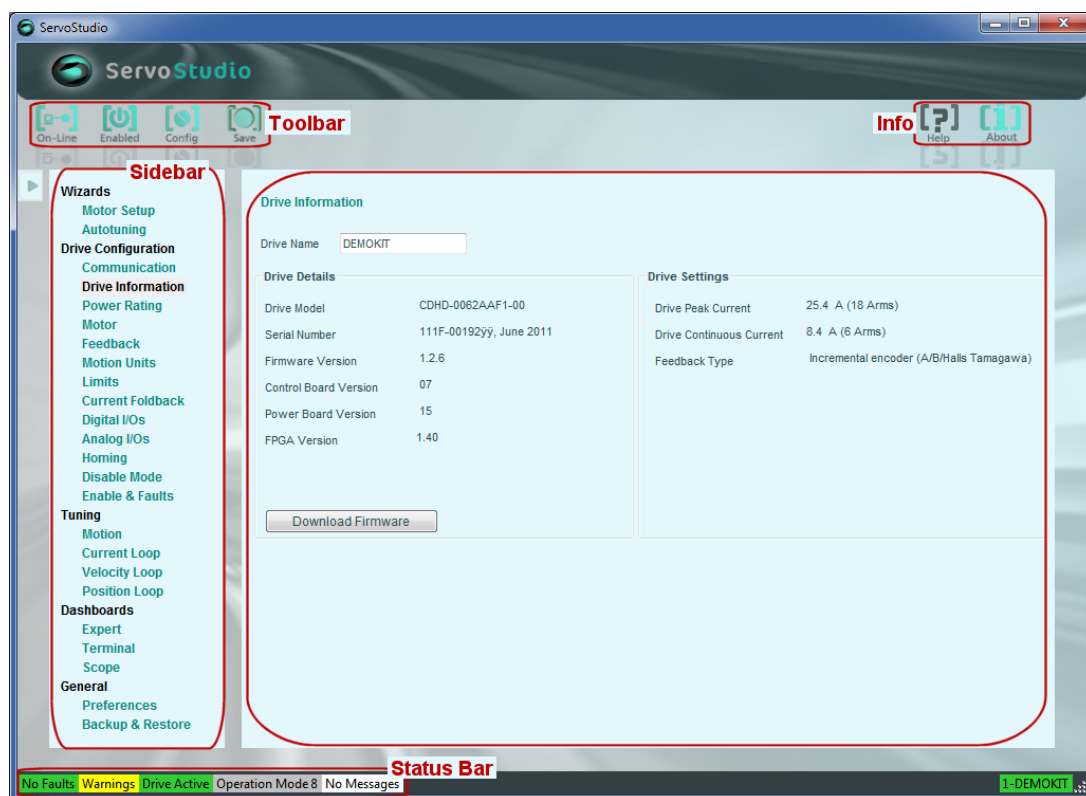 ServoStudio
ServoStudio
On-Line Enabled Config Save Toolbar Info Help About
Sidebar
Wizards
Motor Setup
Autotuning
Drive Configuration
Communication
Drive Information
Power Rating
Motor
Feedback
Motion Units
Limits
Current Foldback
Digital I/Os
Analog I/Os
Homing
Disable Mode
Enable & Faults
Tuning
Motion
Current Loop
Velocity Loop
Position Loop
Dashboards
Expert
Terminal
Scope
General
Preferences
Backup & Restore
Drive Information
Drive Name DEMOKIT
Drive Details
Drive Model CDHD-0062AAF1-00
Serial Number 111F-00192ÿÿ, June 2011
Firmware Version 1.2.6
Control Board Version 07
Power Board Version 15
FPGA Version 1.40
Download Firmware
Drive Settings
Drive Peak Current 25.4 A (18 Arms)
Drive Continuous Current 8.4 A (6 Arms)
Feedback Type Incremental encoder (A/B/Halls Tamagawa)
Status Bar
No Faults Warnings Drive Active Operation Mode 8 No Messages 1-DEMOKIT